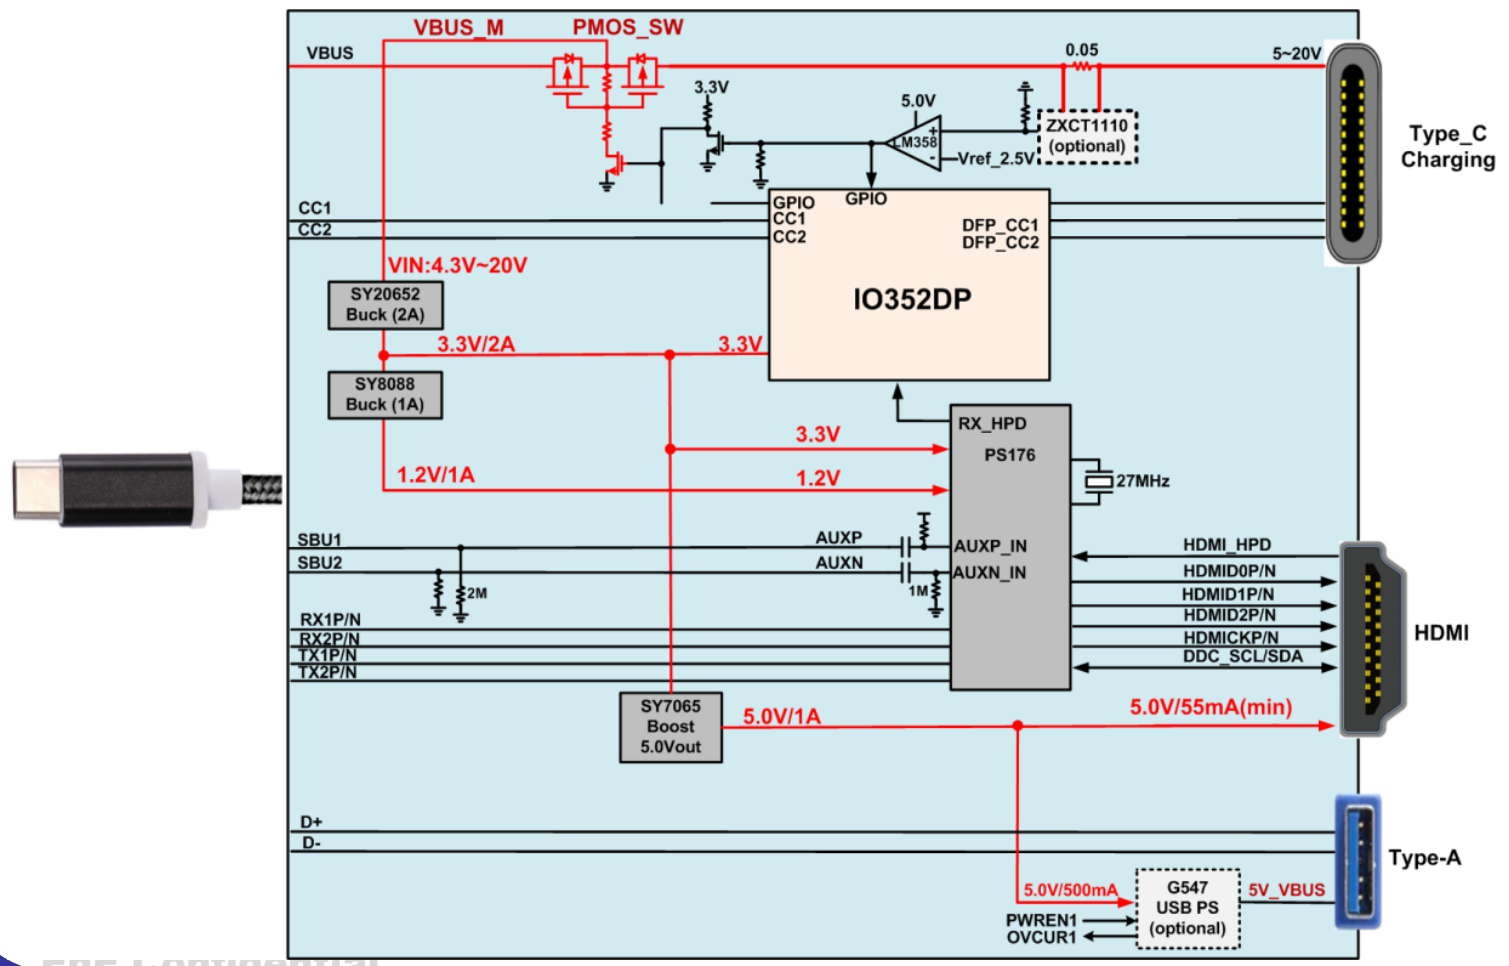 VBUS_M
PMOS_SW
VBUS
0.05
5~20V
3.3V
5.0V
ZXCT1110
(optional)
LM358
+
-
Vref_2.5V
Type_C
Charging
CC1
CC2
GPIO
GPIO
CC1
CC2
DFP_CC1
DFP_CC2
VIN:4.3V~20V
SY20652
Buck (2A)
IO352DP
3.3V/2A
3.3V
SY8088
Buck (1A)
RX_HPD
PS176
3.3V
1.2V/1A
1.2V
27MHz
SBU1
AUXP
AUXP_IN
HDMI_HPD
SBU2
AUXN
AUXN_IN
HDMID0P/N
2M
1M
HDMID1P/N
HDMID2P/N
RX1P/N
RX2P/N
TX1P/N
TX2P/N
HDMICKP/N
DDC_SCL/SDA
HDMI
SY7065
Boost
5.0Vout
5.0V/1A
5.0V/55mA(min)
D+
D-
Type-A
5.0V/500mA
G547
USB PS
(optional)
5V_VBUS
PWREN1
OVCUR1